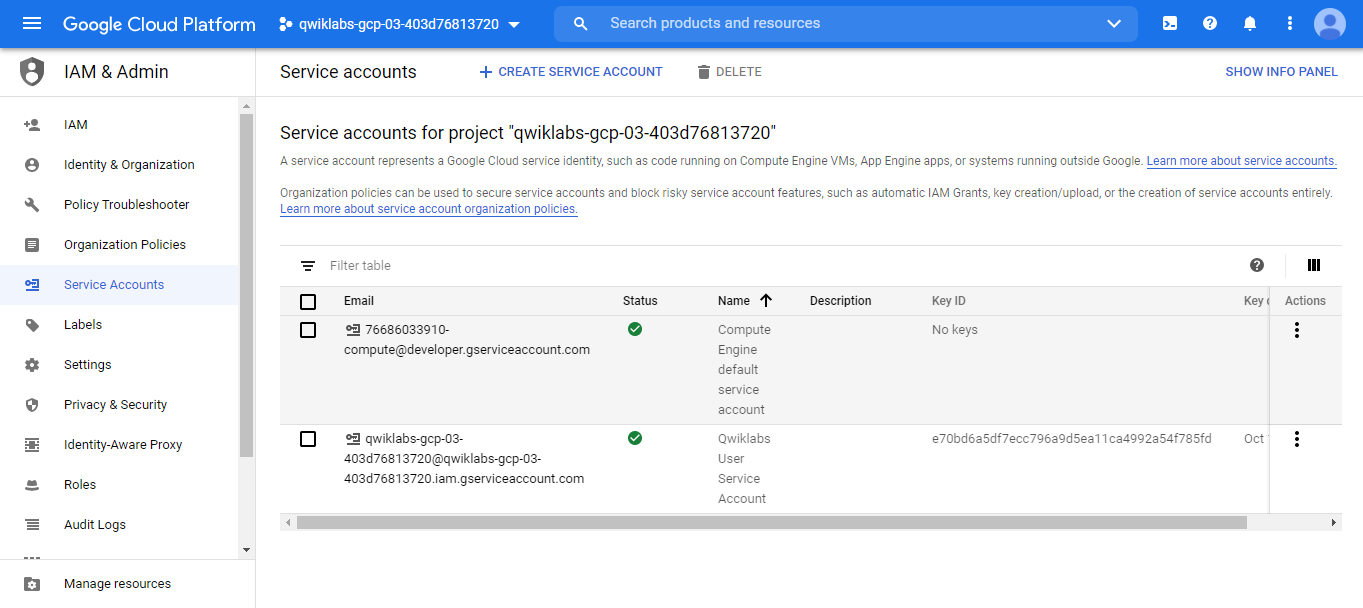 Google Cloud Platform
qwiklabs-gcp-03-403d76813720
Search products and resources
IAM & Admin
Service accounts
CREATE SERVICE ACCOUNT
DELETE
SHOW INFO PANEL
IAM
Identity & Organization
Policy Troubleshooter
Organization Policies
Service Accounts
Labels
Settings
Privacy & Security
Identity-Aware Proxy
Roles
Audit Logs
Manage resources
Service accounts for project "qwiklabs-gcp-03-403d76813720"
A service account represents a Google Cloud service identity, such as code running on Compute Engine VMs, App Engine apps, or systems running outside Google. Learn more about service accounts.
Organization policies can be used to secure service accounts and block risky service account features, such as automatic IAM Grants, key creation/upload, or the creation of service accounts entirely.
Learn more about service account organization policies.
Filter table
Email Status Name Description Key ID Key Actions
76686033910-
compute@developer.gserviceaccount.com
Compute
Engine
default
service
account
No keys
qwiklabs-gcp-03-
403d76813720@qwiklabs-gcp-03-
403d76813720.iam.gserviceaccount.com
Qwiklabs
User
Service
Account
e70bd6a5df7ecc796a9d5ea11ca4992a54f785fd
Oct